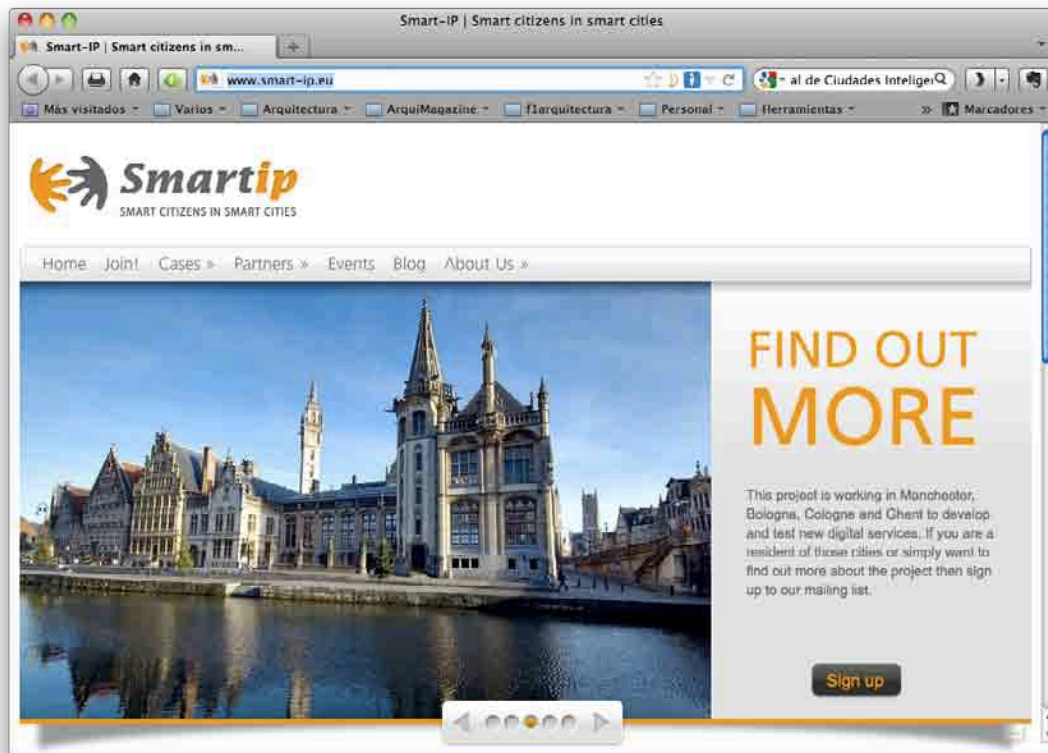 Smart-IP | Smart citizens in smart cities
Smart-IP | Smart citizens in sm...
www.smart-ip.eu
al de Ciudades Inteliger
Más visitados
Varios
Arquitectura
ArquiMagazine
f1arquitectura
Personal
Herramientas
»
Marcadores
Smartip
SMART CITIZENS IN SMART CITIES
Home Join! Cases » Partners » Events Blog About Us »
FIND OUT
MORE
This project is working in Manchester,
Bologna, Cologne and Ghent to develop
and test new digital services. If you are a
resident of those cities or simply want to
find out more about the project then sign
up to our mailing list.
Sign up